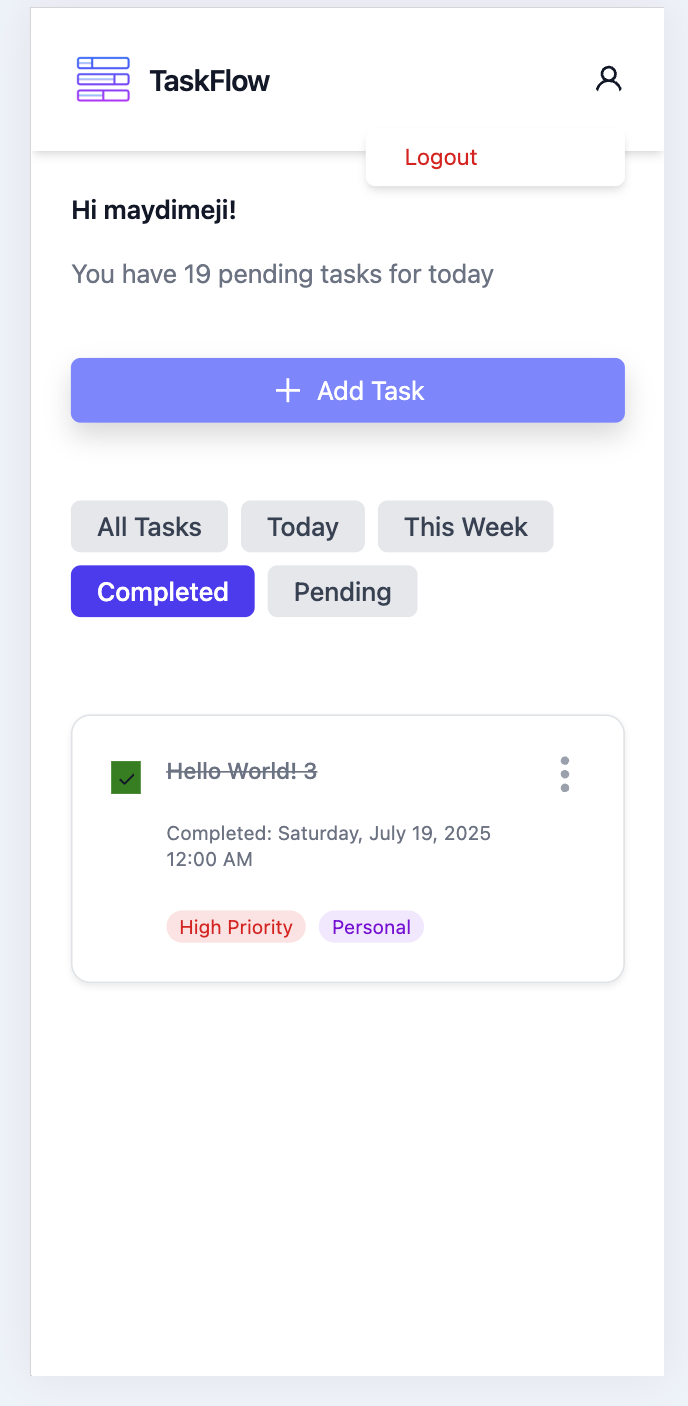 TaskFlow
Logout
Hi maydimeji!
You have 19 pending tasks for today
Add Task
All Tasks
Today
This Week
Completed
Pending
Hello World! 3
Completed: Saturday, July 19, 2025
12:00 AM
High Priority
Personal